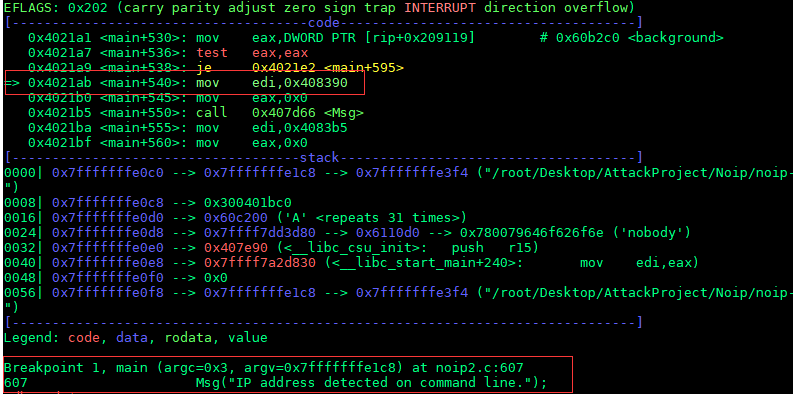 EFLAGS: 0x202 (carry parity adjust zero sign trap INTERRUPT direction overflow)
[-------------------------------------code-------------------------------------]
   0x4021a1 <main+530>: mov    eax,DWORD PTR [rip+0x209119]        # 0x60b2c0 <background>
   0x4021a7 <main+536>: test   eax,eax
   0x4021a9 <main+538>: je     0x4021e2 <main+595>
=> 0x4021ab <main+540>: mov    edi,0x408390
   0x4021b0 <main+545>: mov    eax,0x0
   0x4021b5 <main+550>: call   0x407d66 <Msg>
   0x4021ba <main+555>: mov    edi,0x4083b5
   0x4021bf <main+560>: mov    eax,0x0
[------------------------------------stack-------------------------------------]
0000| 0x7fffffffe0c0 --> 0x7fffffffe1c8 --> 0x7fffffffe3f4 ("/root/Desktop/AttackProject/Noip/noip-
")
0008| 0x7fffffffe0c8 --> 0x300401bc0
0016| 0x7fffffffe0d0 --> 0x60c200 ('A' <repeats 31 times>)
0024| 0x7fffffffe0d8 --> 0x7ffff7dd3d80 --> 0x6110d0 --> 0x780079646f626f6e ('nobody')
0032| 0x7fffffffe0e0 --> 0x407e90 (<__libc_csu_init>:   push   r15)
0040| 0x7fffffffe0e8 --> 0x7ffff7a2d830 (<__libc_start_main+240>:       mov    edi,eax)
0048| 0x7fffffffe0f0 --> 0x0
0056| 0x7fffffffe0f8 --> 0x7fffffffe1c8 --> 0x7fffffffe3f4 ("/root/Desktop/AttackProject/Noip/noip-
")
[------------------------------------------------------------------------------]
Legend: code, data, rodata, value
Breakpoint 1, main (argc=0x3, argv=0x7fffffffe1c8) at noip2.c:607
607                     Msg("IP address detected on command line.");